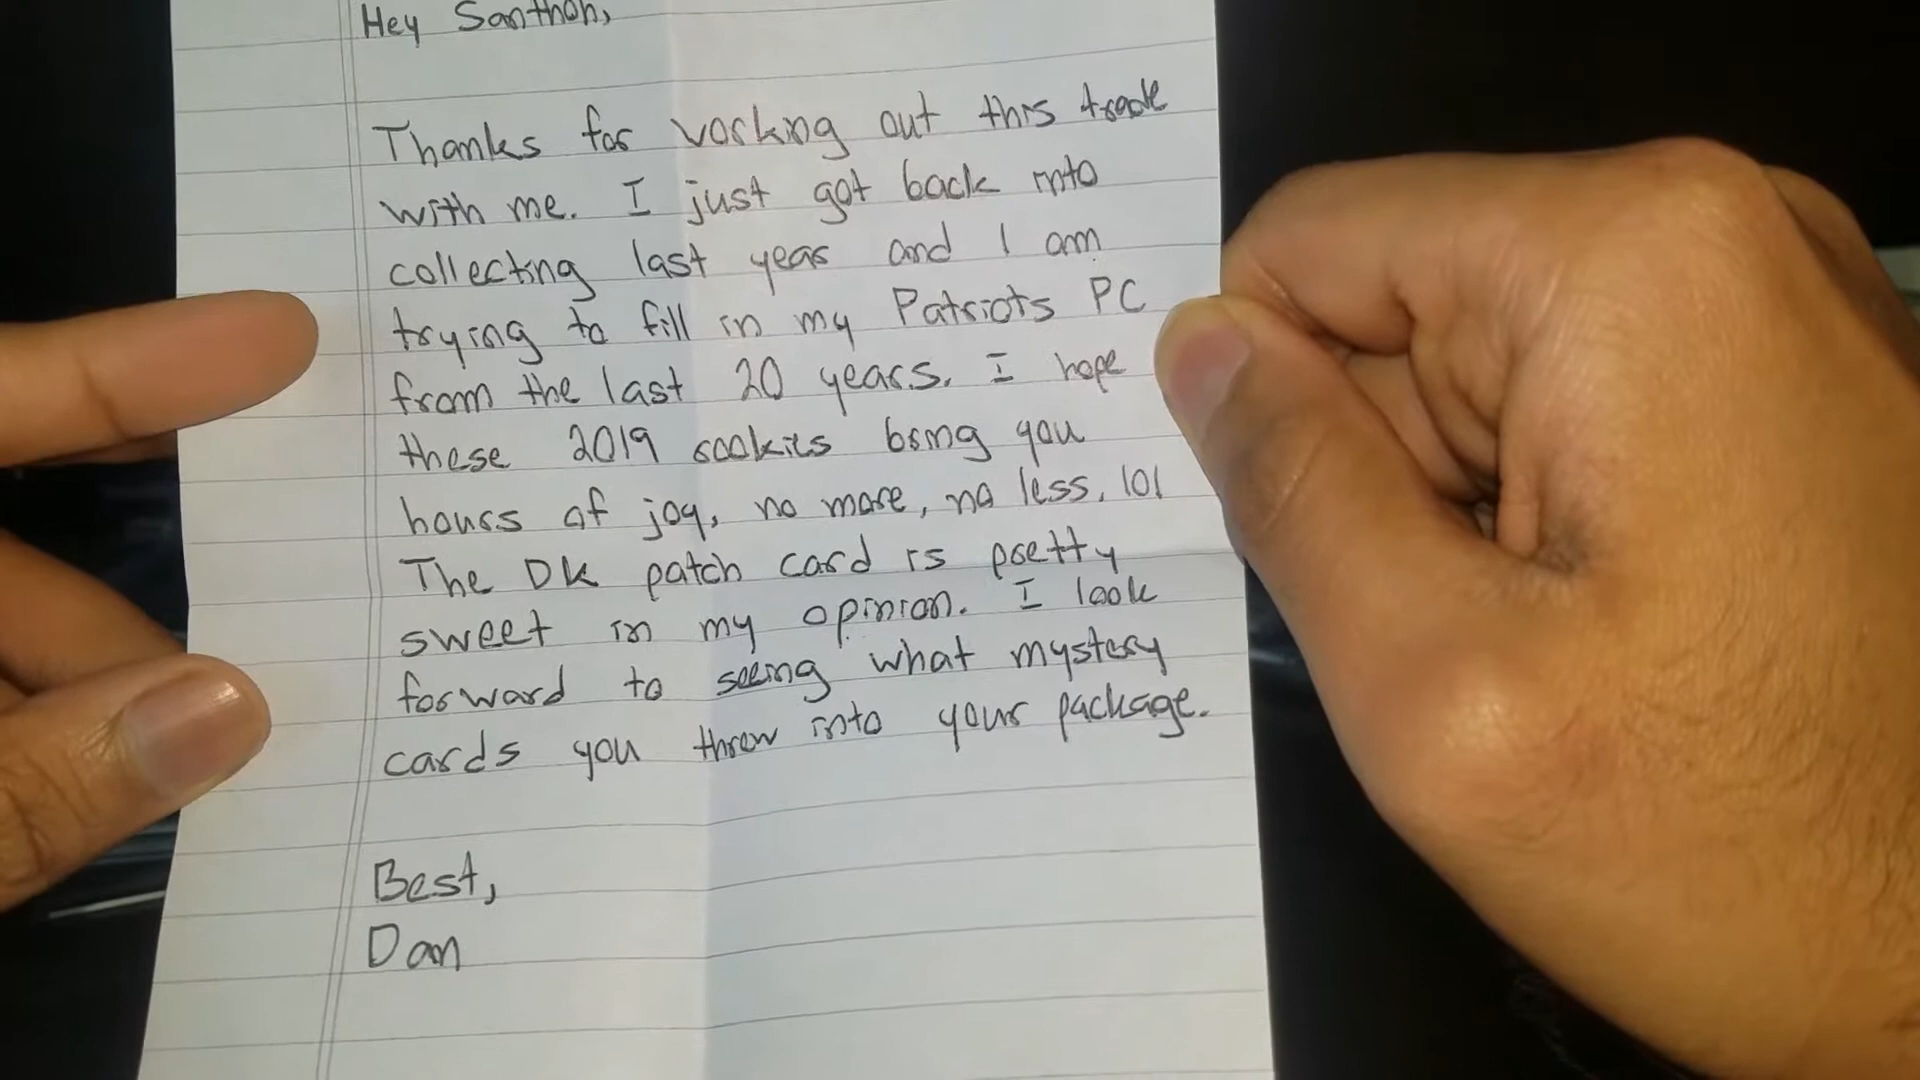 Hey Santhoh,
Thanks for working out this trade
with me. I just got back into
collecting last year and I am
trying to fill in my Patriots PC
from the last 20 years. I hope
these 2019 rookies bring you
hours of joy, no more, no less. lol
The DK patch card is pretty
sweet in my opinion. I look
forward to seeing what mystery
cards you threw into your package.
Best,
Dan